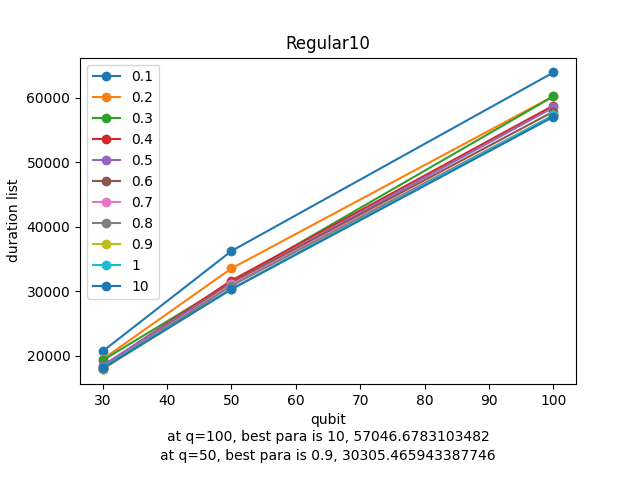 Regular10
duration list
60000
50000
40000
30000
20000
0.1
0.2
0.3
0.4
0.5
0.6
0.7
0.8
0.9
1
10
30 40 50 60 70 80 90 100
qubit
at q=100, best para is 10, 57046.6783103482
at q=50, best para is 0.9, 30305.465943387746